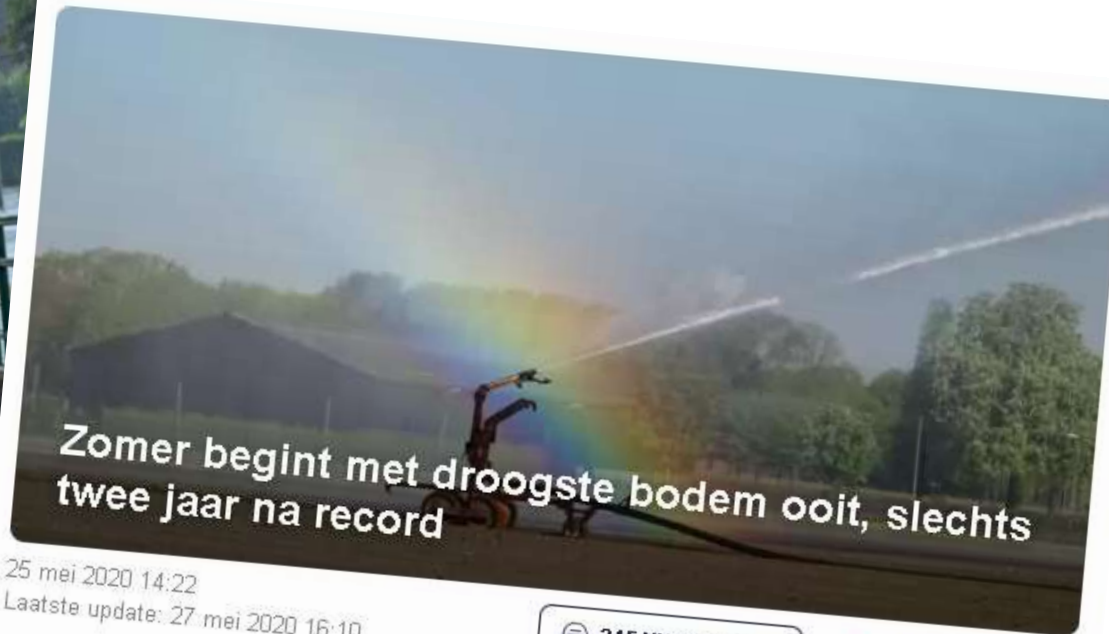 Zomer begint met droogste bodem ooit, slechts
twee jaar na record
25 mei 2020 14:22
Laatste update: 27 mei 2020 16:10